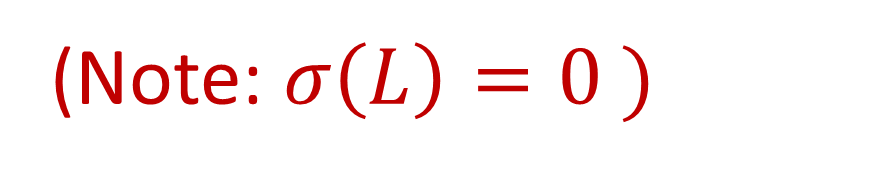 (Note: 𝜎(𝐿) = 0 )